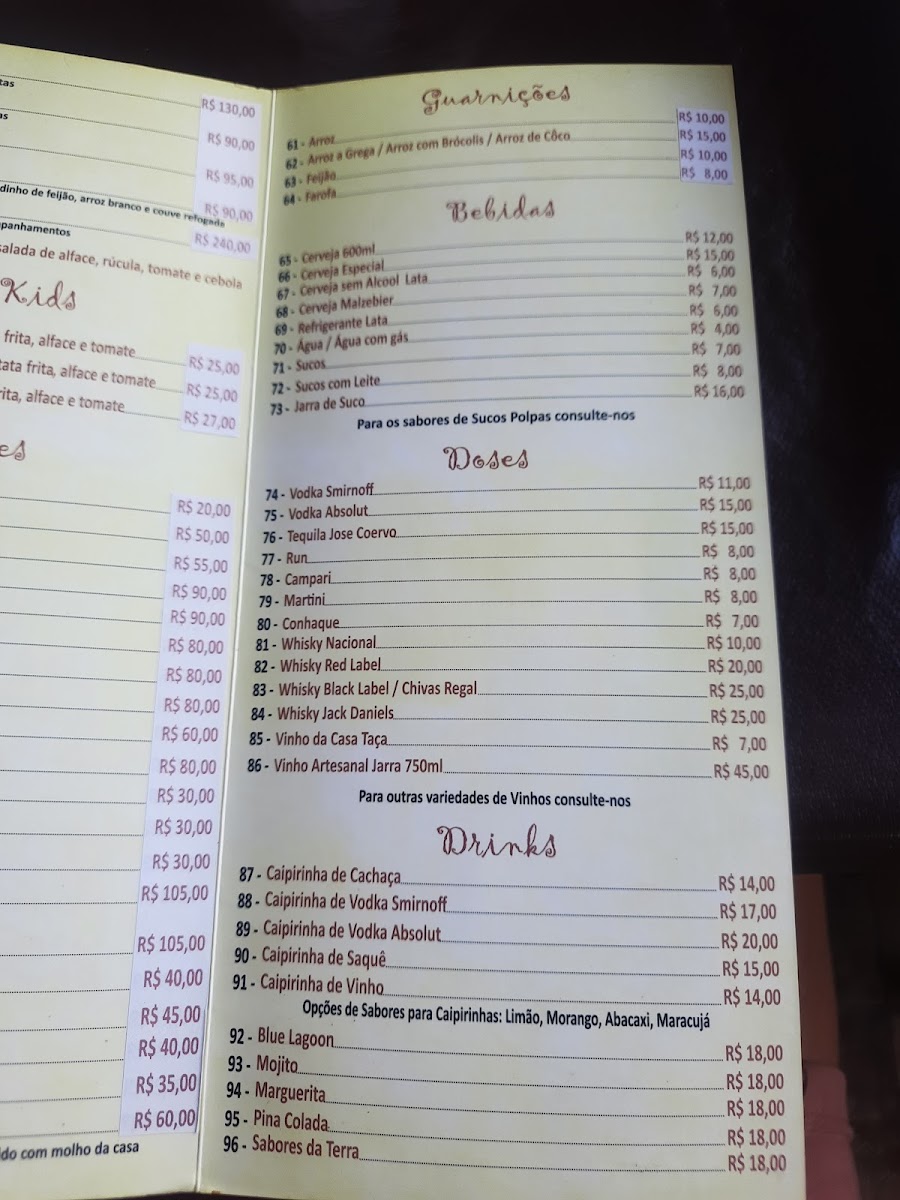 tas
R$ 130,00
as
R$ 90,00
R$ 95,00
dinho de feijão, arroz branco e couve refogada
R$ 90,00
panhamentos
R$ 240,00
salada de alface, rúcula, tomate e cebola
Kids
frita, alface e tomate R$ 25,00
tata frita, alface e tomate R$ 25,00
rita, alface e tomate R$ 27,00
es
R$ 20,00
R$ 50,00
R$ 55,00
R$ 90,00
R$ 90,00
R$ 80,00
R$ 80,00
R$ 80,00
R$ 60,00
R$ 80,00
R$ 30,00
R$ 30,00
R$ 30,00
R$ 105,00
R$ 105,00
R$ 40,00
R$ 45,00
R$ 40,00
R$ 35,00
R$ 60,00
do com molho da casa
Guarnições
61 - Arroz R$ 10,00
62 - Arroz a Grega / Arroz com Brócolis / Arroz de Côco R$ 15,00
63 - Feijão R$ 10,00
64 - Farofa R$ 8,00
Bebidas
65 - Cerveja 600ml R$ 12,00
66 - Cerveja Especial R$ 15,00
67 - Cerveja sem Alcool Lata R$ 6,00
68 - Cerveja Malzebier R$ 7,00
69 - Refrigerante Lata R$ 6,00
70 - Água / Água com gás R$ 4,00
71 - Sucos R$ 7,00
72 - Sucos com Leite R$ 8,00
73 - Jarra de Suco R$ 16,00
Para os sabores de Sucos Polpas consulte-nos
Doses
74 - Vodka Smirnoff R$ 11,00
75 - Vodka Absolut R$ 15,00
76 - Tequila Jose Coervo R$ 15,00
77 - Run R$ 8,00
78 - Campari R$ 8,00
79 - Martini R$ 8,00
80 - Conhaque R$ 7,00
81 - Whisky Nacional R$ 10,00
82 - Whisky Red Label R$ 20,00
83 - Whisky Black Label / Chivas Regal R$ 25,00
84 - Whisky Jack Daniels R$ 25,00
85 - Vinho da Casa Taça R$ 7,00
86 - Vinho Artesanal Jarra 750ml R$ 45,00
Para outras variedades de Vinhos consulte-nos
Drinks
87 - Caipirinha de Cachaça R$ 14,00
88 - Caipirinha de Vodka Smirnoff R$ 17,00
89 - Caipirinha de Vodka Absolut R$ 20,00
90 - Caipirinha de Saquê R$ 15,00
91 - Caipirinha de Vinho R$ 14,00
Opções de Sabores para Caipirinhas: Limão, Morango, Abacaxi, Maracujá
92 - Blue Lagoon R$ 18,00
93 - Mojito R$ 18,00
94 - Marguerita R$ 18,00
95 - Pina Colada R$ 18,00
96 - Sabores da Terra R$ 18,00